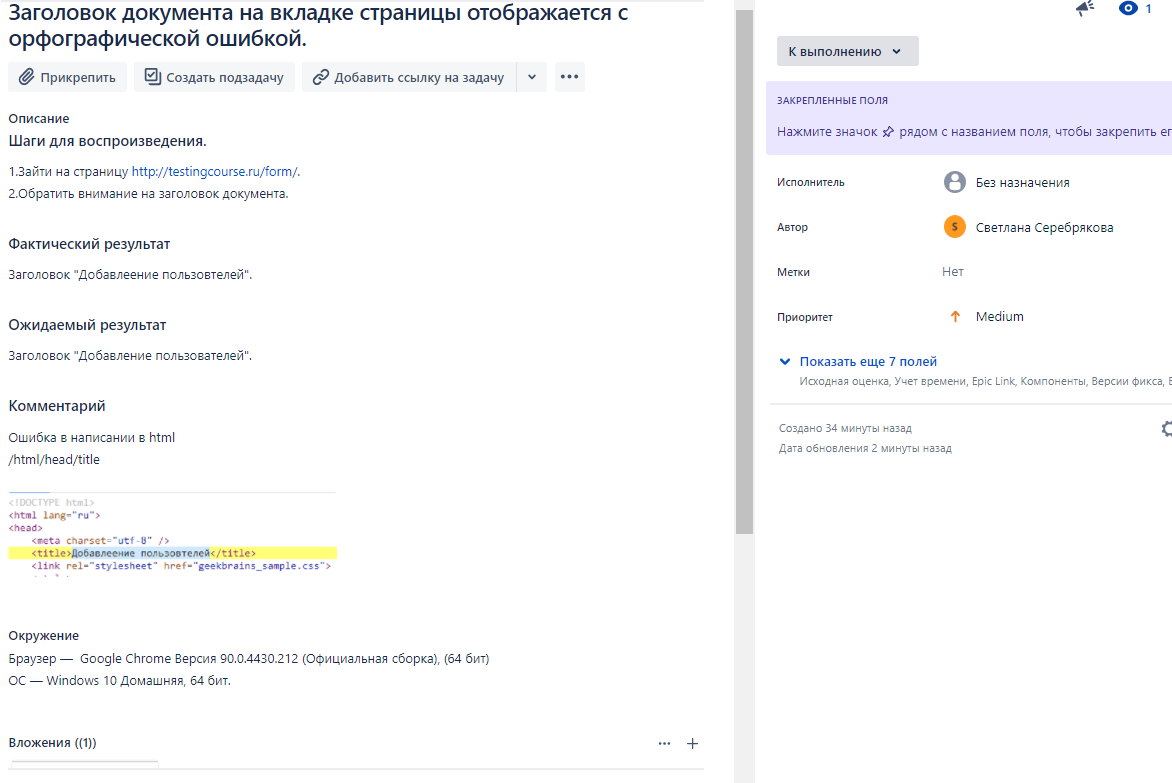 Заголовок документа на вкладке страницы отображается с
орфографической ошибкой.
Прикрепить
Создать подзадачу
Добавить ссылку на задачу
Описание
Шаги для воспроизведения.
1.Зайти на страницу http://testingcourse.ru/form/.
2.Обратить внимание на заголовок документа.
Фактический результат
Заголовок "Добавлеение пользовтелей".
Ожидаемый результат
Заголовок "Добавление пользователей".
Комментарий
Ошибка в написании в html
/html/head/title
<!DOCTYPE html>
<html lang="ru">
<head>
<meta charset="utf-8" />
<title>Добавлеение пользовтелей</title>
<link rel="stylesheet" href="geekbrains_sample.css">
Окружение
Браузер — Google Chrome Версия 90.0.4430.212 (Официальная сборка), (64 бит)
ОС — Windows 10 Домашняя, 64 бит.
Вложения ((1))
1
К выполнению
ЗАКРЕПЛЕННЫЕ ПОЛЯ
Нажмите значок рядом с названием поля, чтобы закрепить ег
Исполнитель
Без назначения
Автор
S
Светлана Серебрякова
Метки
Нет
Приоритет
Medium
Показать еще 7 полей
Исходная оценка, Учет времени, Epic Link, Компоненты, Версии фикса,
Создано 34 минуты назад
Дата обновления 2 минуты назад